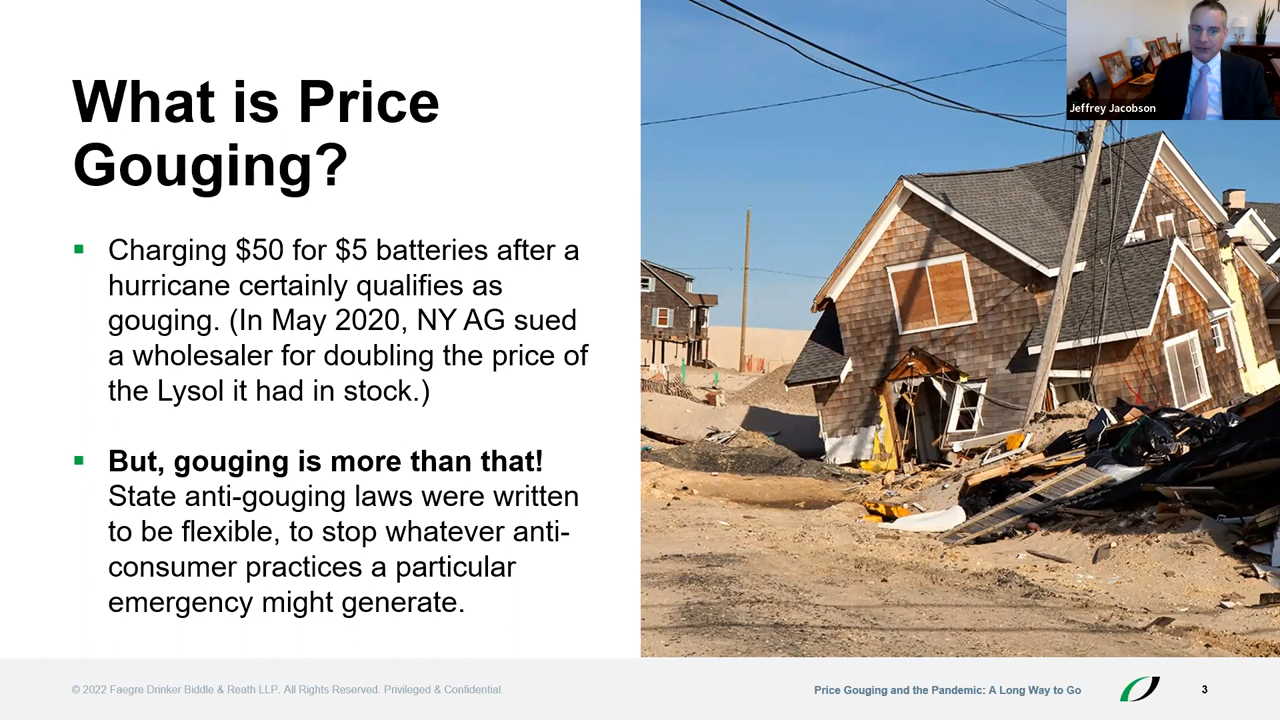 Jeffrey Jacobson
What is Price
Gouging?
▪ Charging $50 for $5 batteries after a
hurricane certainly qualifies as
gouging. (In May 2020, NY AG sued
a wholesaler for doubling the price of
the Lysol it had in stock.)
▪ But, gouging is more than that!
State anti-gouging laws were written
to be flexible, to stop whatever anti-
consumer practices a particular
emergency might generate.
© 2022 Faegre Drinker Biddle & Reath LLP. All Rights Reserved. Privileged & Confidential.
Price Gouging and the Pandemic: A Long Way to Go
3